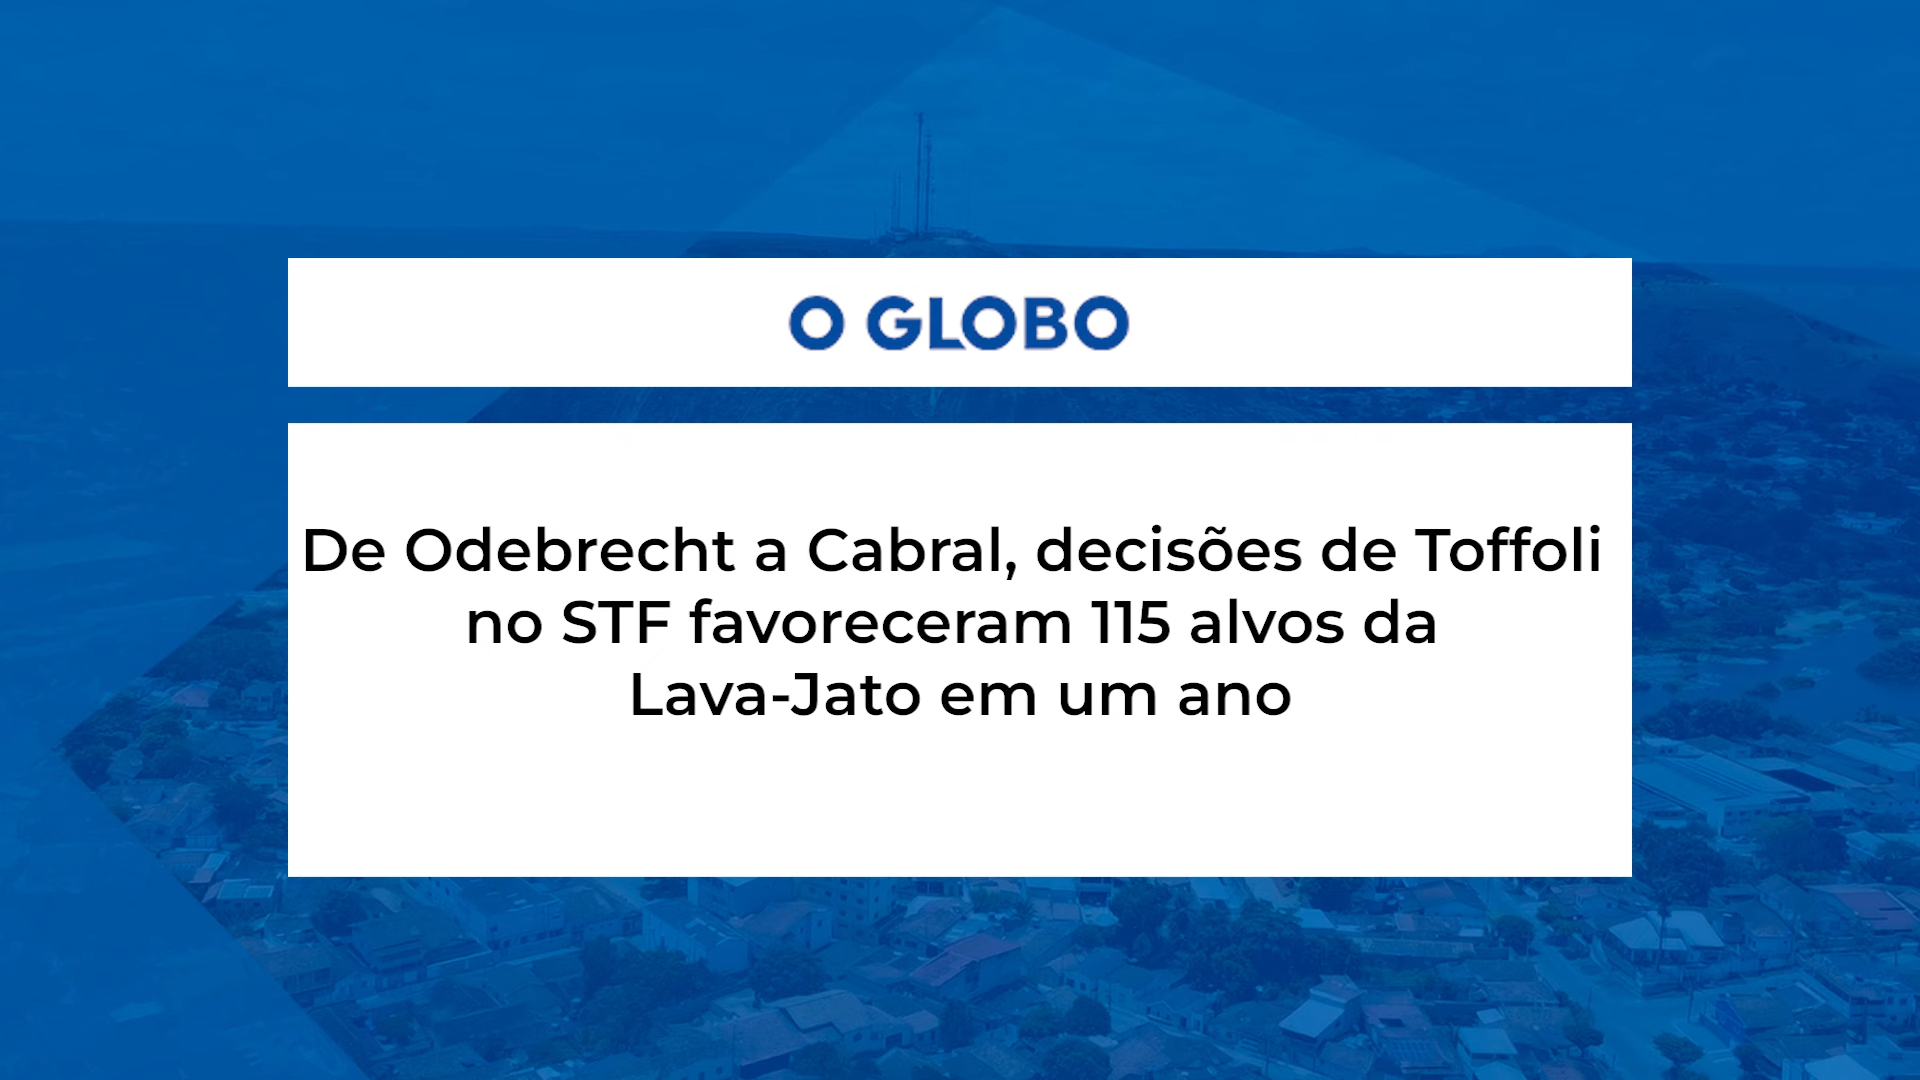 O GLOBO
De Odebrecht a Cabral, decisões de Toffoli
no STF favoreceram 115 alvos da
Lava-Jato em um ano